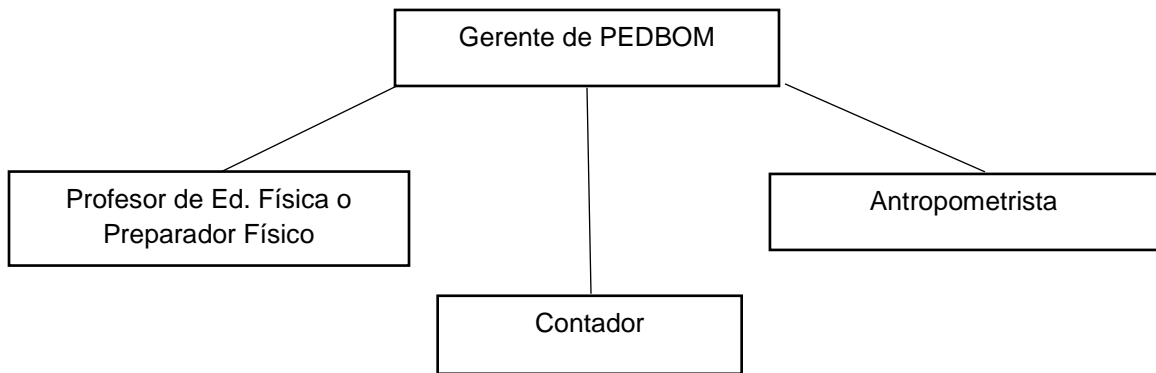 Gerente de PEDBOM
Profesor de Ed. Física o
Preparador Físico
Antropometrista
Contador